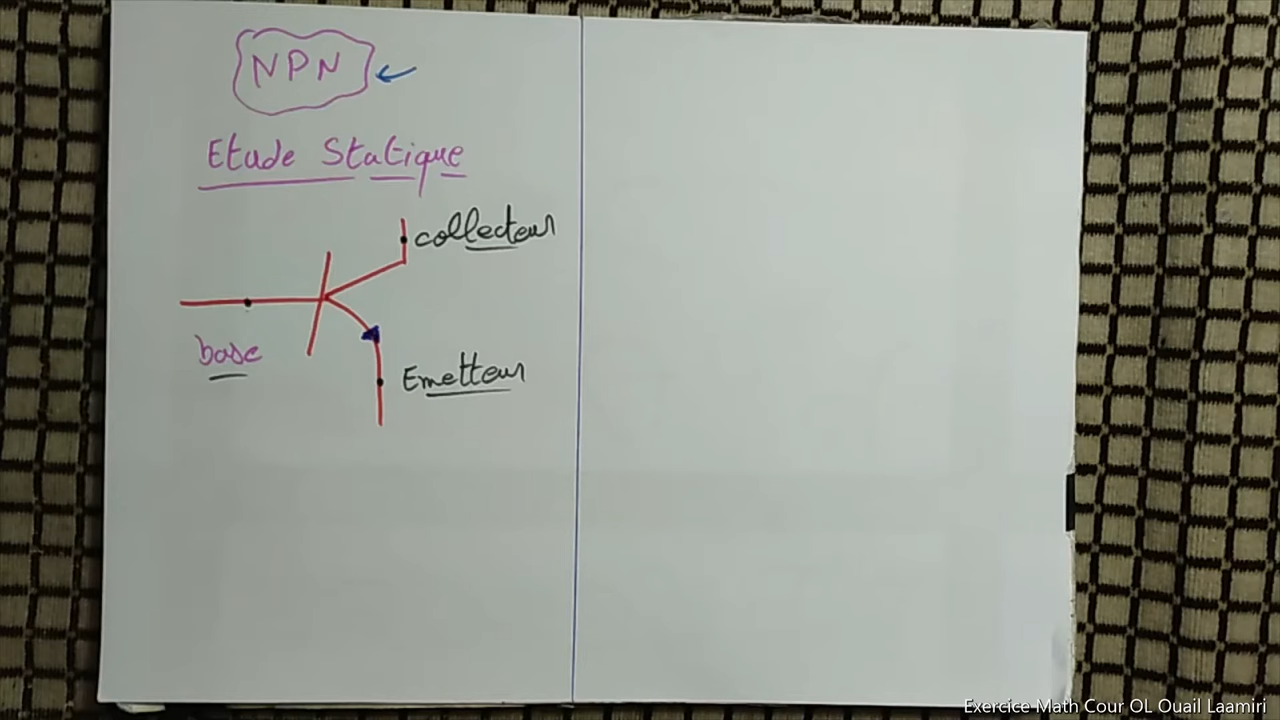 NPN
Etude Statique
collecteur
base
Emetteur
Exercice Math Cour OL Ouail Laamiri